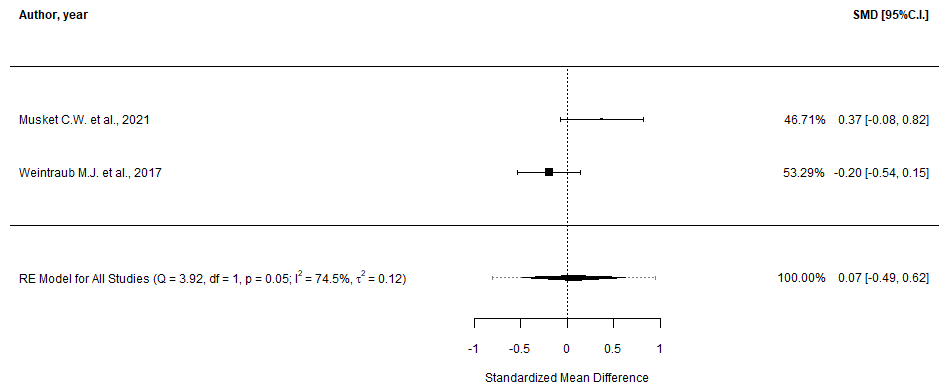 Author, year SMD [95%C.I.]
Musket C.W. et al., 2021 46.71% 0.37 [-0.08, 0.82]
Weintraub M.J. et al., 2017 53.29% -0.20 [-0.54, 0.15]
RE Model for All Studies (Q = 3.92, df = 1, p = 0.05; I² = 74.5%, τ² = 0.12) 100.00% 0.07 [-0.49, 0.62]
-1 -0.5 0 0.5 1
Standardized Mean Difference